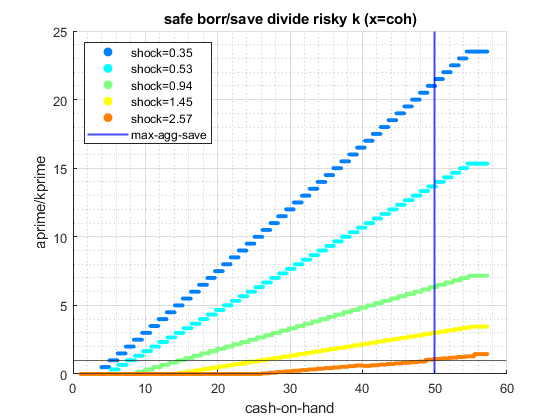 safe borr/save divide risky k (x=coh)
25
20
15
10
5
0
aprime/kprime
shock=0.35
shock=0.53
shock=0.94
shock=1.45
shock=2.57
max-agg-save
0 10 20 30 40 50 60
cash-on-hand